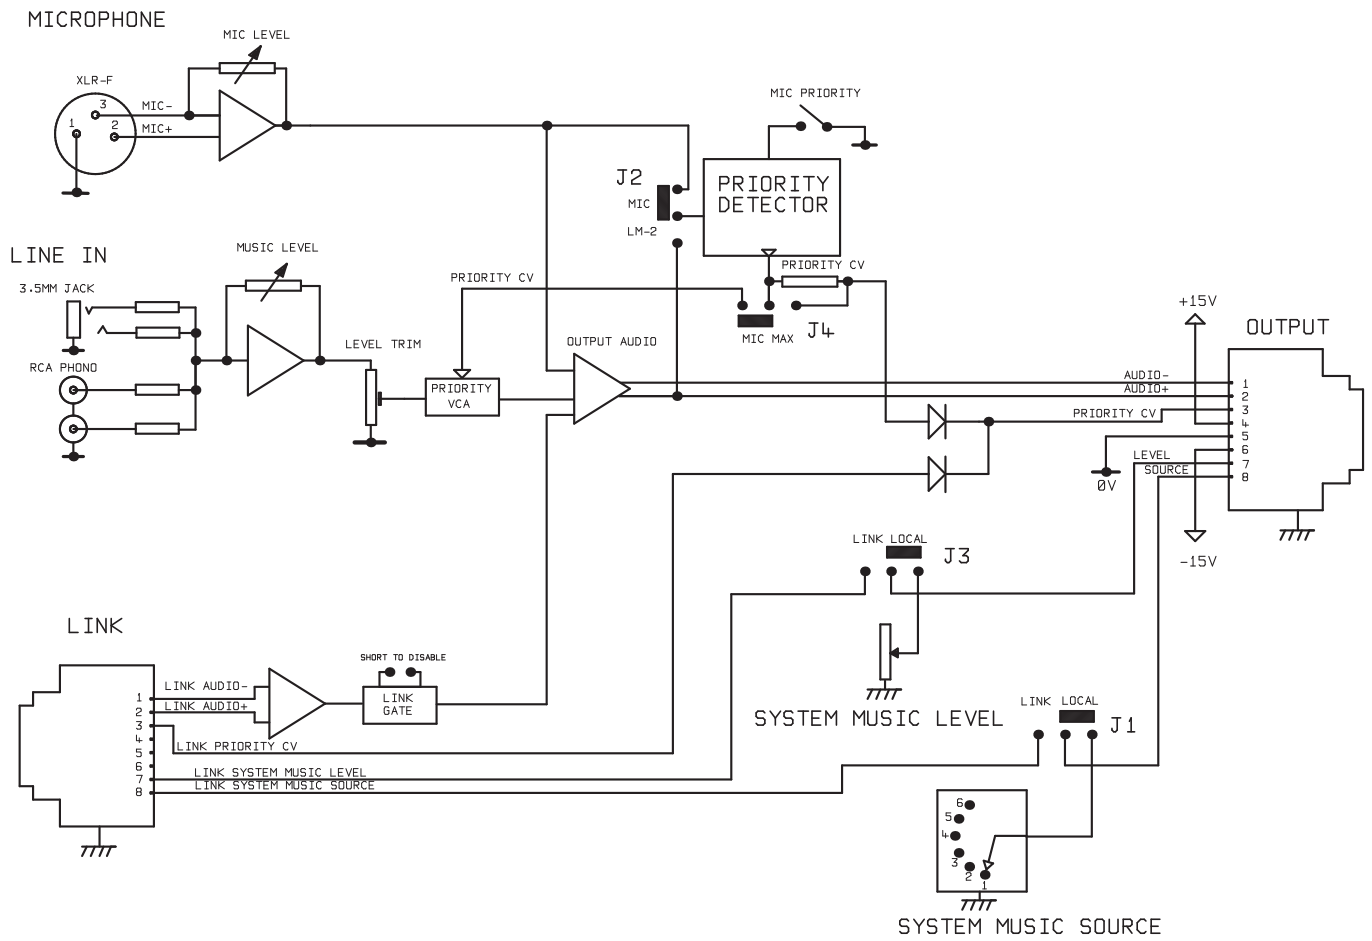 MICROPHONE
MIC LEVEL
XLR-F
3
MIC-
1
2
MIC+
MIC PRIORITY
J2
MIC
LM-2
PRIORITY
DETECTOR
LINE IN
3.5MM JACK
RCA PHONO
MUSIC LEVEL
LEVEL TRIM
PRIORITY CV
PRIORITY CV
MIC MAX
J4
PRIORITY
VCA
OUTPUT AUDIO
+15V
OUTPUT
AUDIO-
AUDIO+
PRIORITY CV
LEVEL
SOURCE
0V
-15V
1
2
3
4
5
6
7
8
LINK LOCAL
J3
SYSTEM MUSIC LEVEL
LINK
SHORT TO DISABLE
LINK
GATE
LINK AUDIO-
LINK AUDIO+
LINK PRIORITY CV
LINK SYSTEM MUSIC LEVEL
LINK SYSTEM MUSIC SOURCE
1
2
3
4
5
6
7
8
LINK LOCAL
J1
6
5
4
3
2
1
SYSTEM MUSIC SOURCE